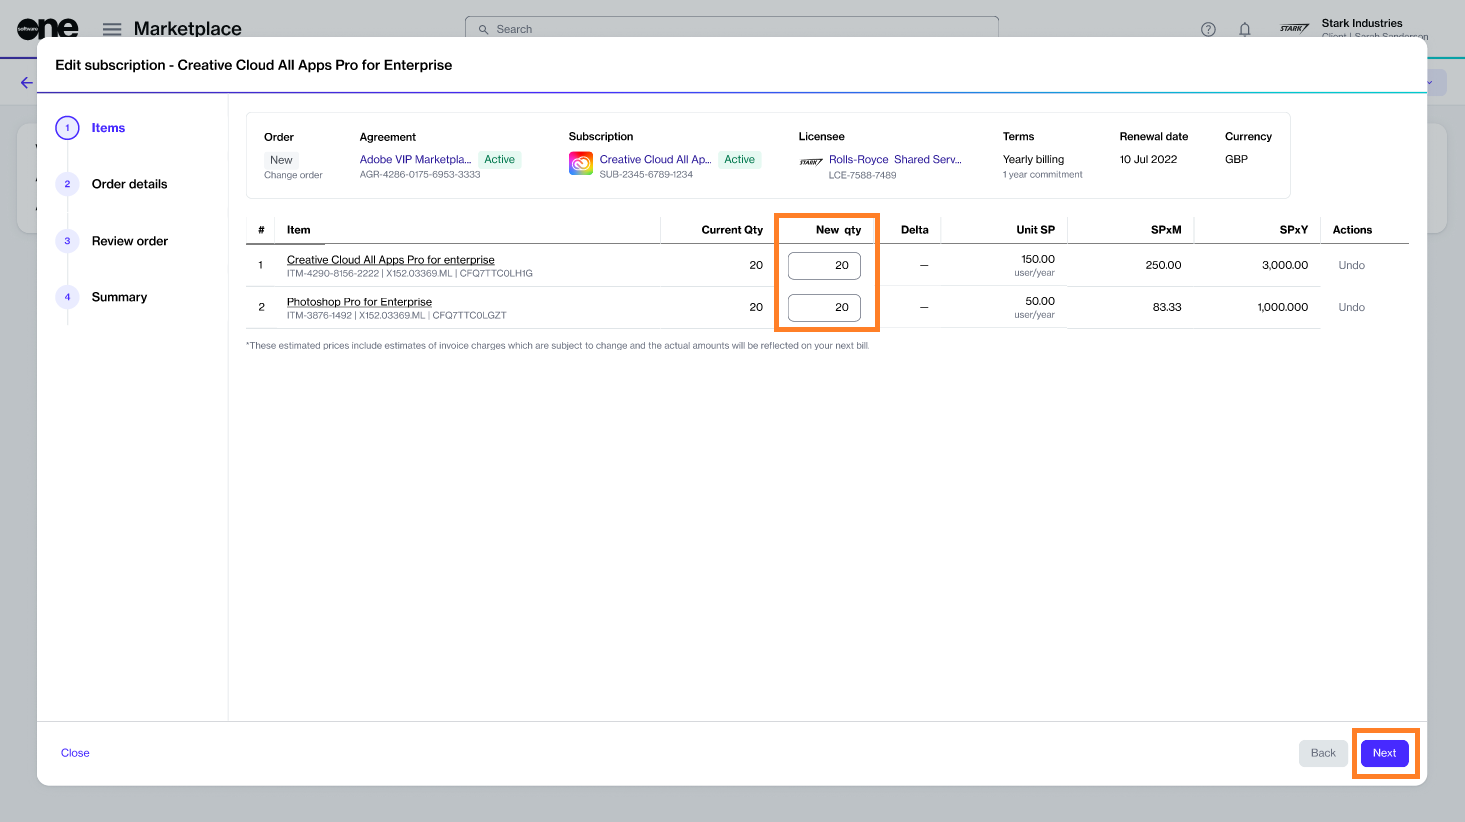 software one
Marketplace
Search
STARK
Stark Industries
Client | Sarah Sanderson
Edit subscription - Creative Cloud All Apps Pro for Enterprise
1 Items
2 Order details
3 Review order
4 Summary
Order Agreement Subscription Licensee Terms Renewal date Currency
New Adobe VIP Marketpla... Active Creative Cloud All Ap... Active STARK Rolls-Royce Shared Serv... Yearly billing 10 Jul 2022 GBP
Change order AGR-4286-0175-6953-3333 SUB-2345-6789-1234 LCE-7588-7489 1 year commitment
# Item Current Qty New qty Delta Unit SP SPxM SPxY Actions
1 Creative Cloud All Apps Pro for enterprise 20 20 — 150.00 250.00 3,000.00 Undo
ITM-4290-8156-2222 | X152.03369.ML | CFQ7TTC0LH1G user/year
2 Photoshop Pro for Enterprise 20 20 — 50.00 83.33 1,000.000 Undo
ITM-3876-1492 | X152.03369.ML | CFQ7TTC0LGZT user/year
*These estimated prices include estimates of invoice charges which are subject to change and the actual amounts will be reflected on your next bill.
Close
Back
Next